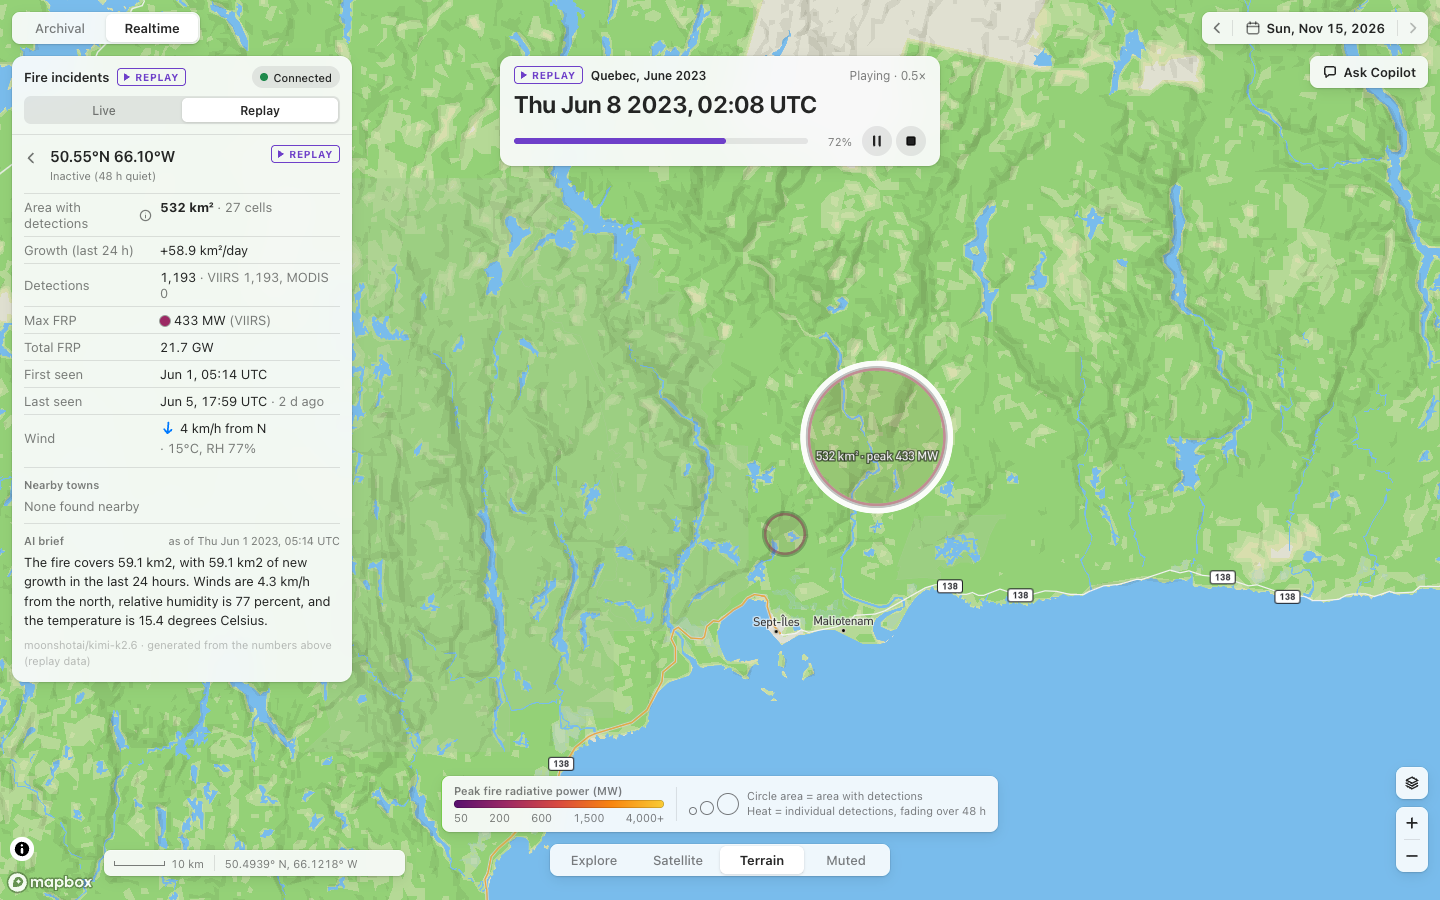 Archival
Realtime
Sun, Nov 15, 2026
Fire incidents
REPLAY
Connected
Live
Replay
REPLAY
Quebec, June 2023
Playing · 0.5×
Thu Jun 8 2023, 02:08 UTC
72%
Ask Copilot
50.55°N 66.10°W
REPLAY
Inactive (48 h quiet)
Area with
detections
532 km² · 27 cells
Growth (last 24 h)
+58.9 km²/day
Detections
1,193 · VIIRS 1,193, MODIS
0
Max FRP
433 MW (VIIRS)
Total FRP
21.7 GW
First seen
Jun 1, 05:14 UTC
Last seen
Jun 5, 17:59 UTC · 2 d ago
Wind
4 km/h from N
· 15°C, RH 77%
Nearby towns
None found nearby
AI brief
as of Thu Jun 1 2023, 05:14 UTC
The fire covers 59.1 km2, with 59.1 km2 of new
growth in the last 24 hours. Winds are 4.3 km/h
from the north, relative humidity is 77 percent, and
the temperature is 15.4 degrees Celsius.
moonshotai/kimi-k2.6 · generated from the numbers above
(replay data)
532 km² · peak 433 MW
138
138
138
138
Sept-Îles
Maliotenam
138
Peak fire radiative power (MW)
50
200
600
1,500
4,000+
Circle area = area with detections
Heat = individual detections, fading over 48 h
10 km
50.4939° N, 66.1218° W
Explore
Satellite
Terrain
Muted
mapbox